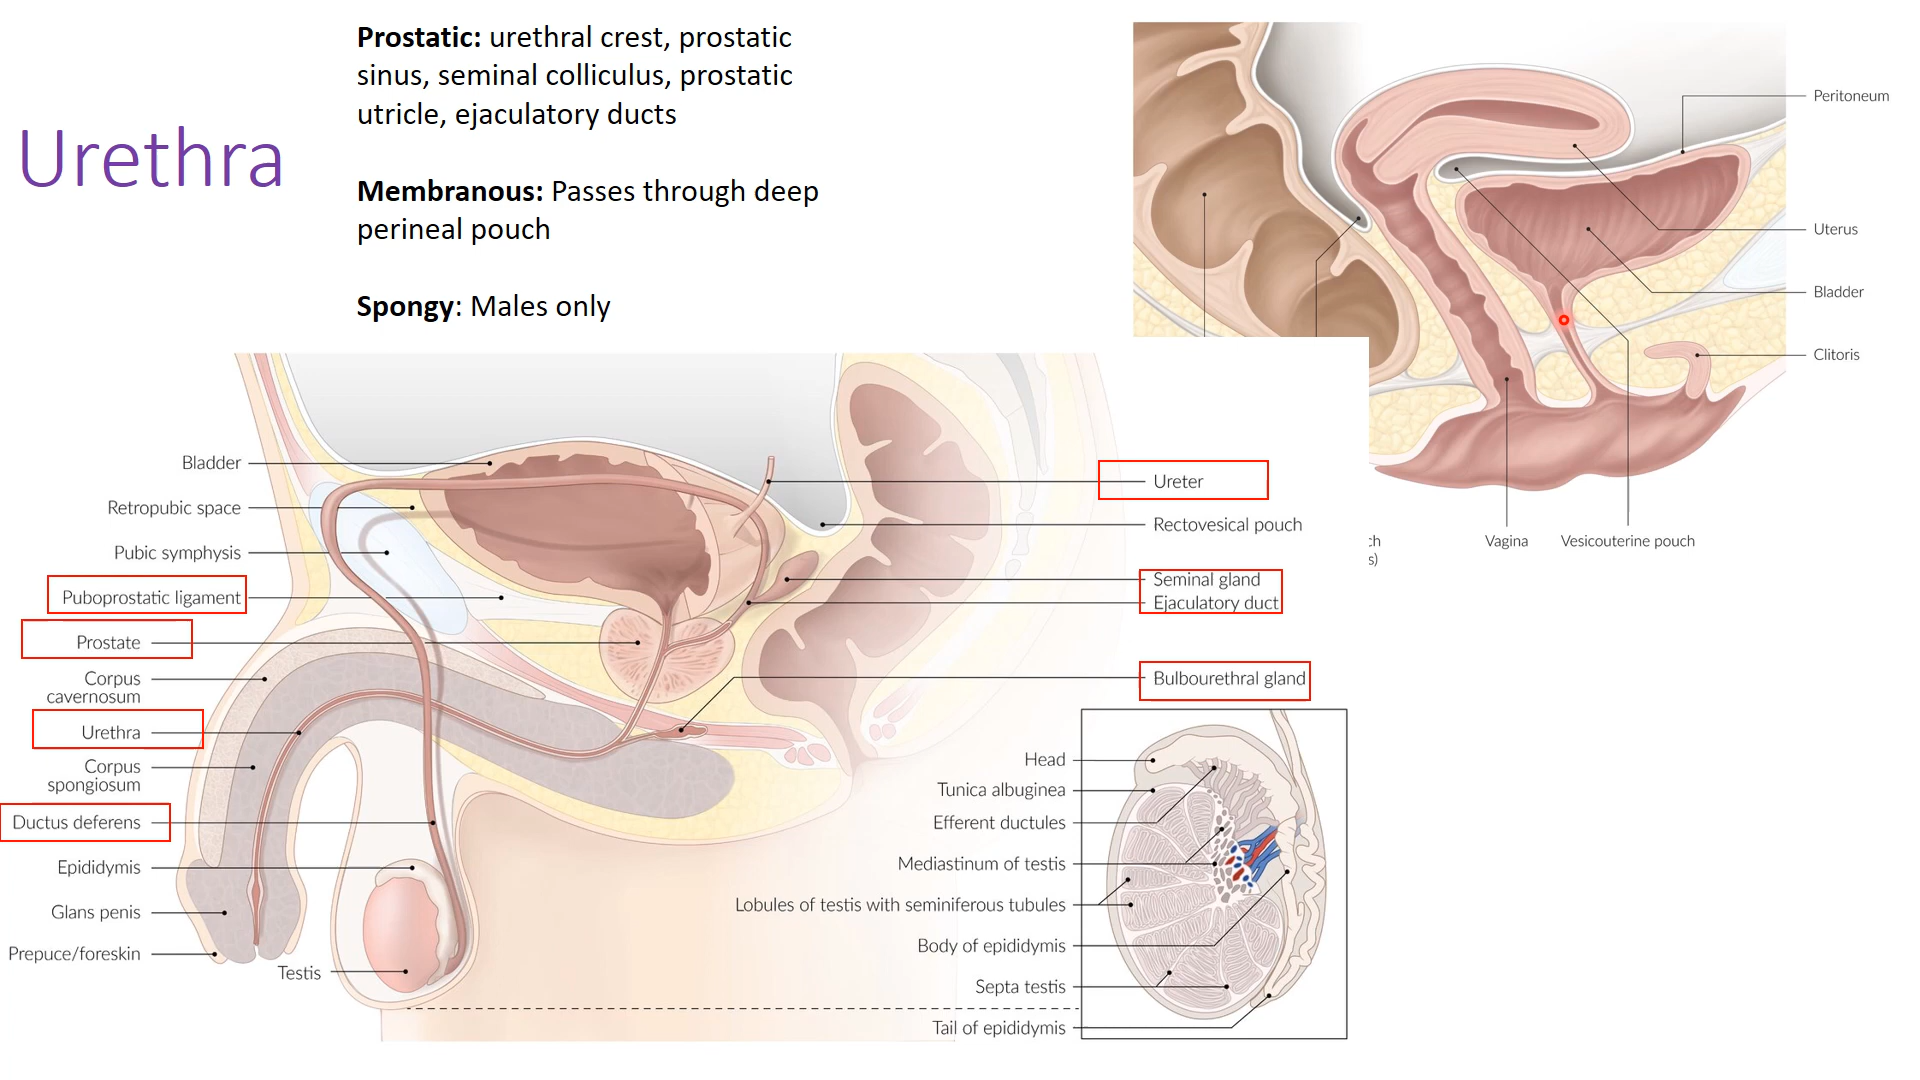 Urethra
Prostatic: urethral crest, prostatic
sinus, seminal colliculus, prostatic
utricle, ejaculatory ducts
Membranous: Passes through deep
perineal pouch
Spongy: Males only
Peritoneum
Uterus
Bladder
Clitoris
ch
s)
Vagina
Vesicouterine pouch
Bladder
Retropubic space
Pubic symphysis
Puboprostatic ligament
Prostate
Corpus
cavernosum
Urethra
Corpus
spongiosum
Ductus deferens
Epididymis
Glans penis
Prepuce/foreskin
Testis
Ureter
Rectovesical pouch
Seminal gland
Ejaculatory duct
Bulbourethral gland
Head
Tunica albuginea
Efferent ductules
Mediastinum of testis
Lobules of testis with seminiferous tubules
Body of epididymis
Septa testis
Tail of epididymis